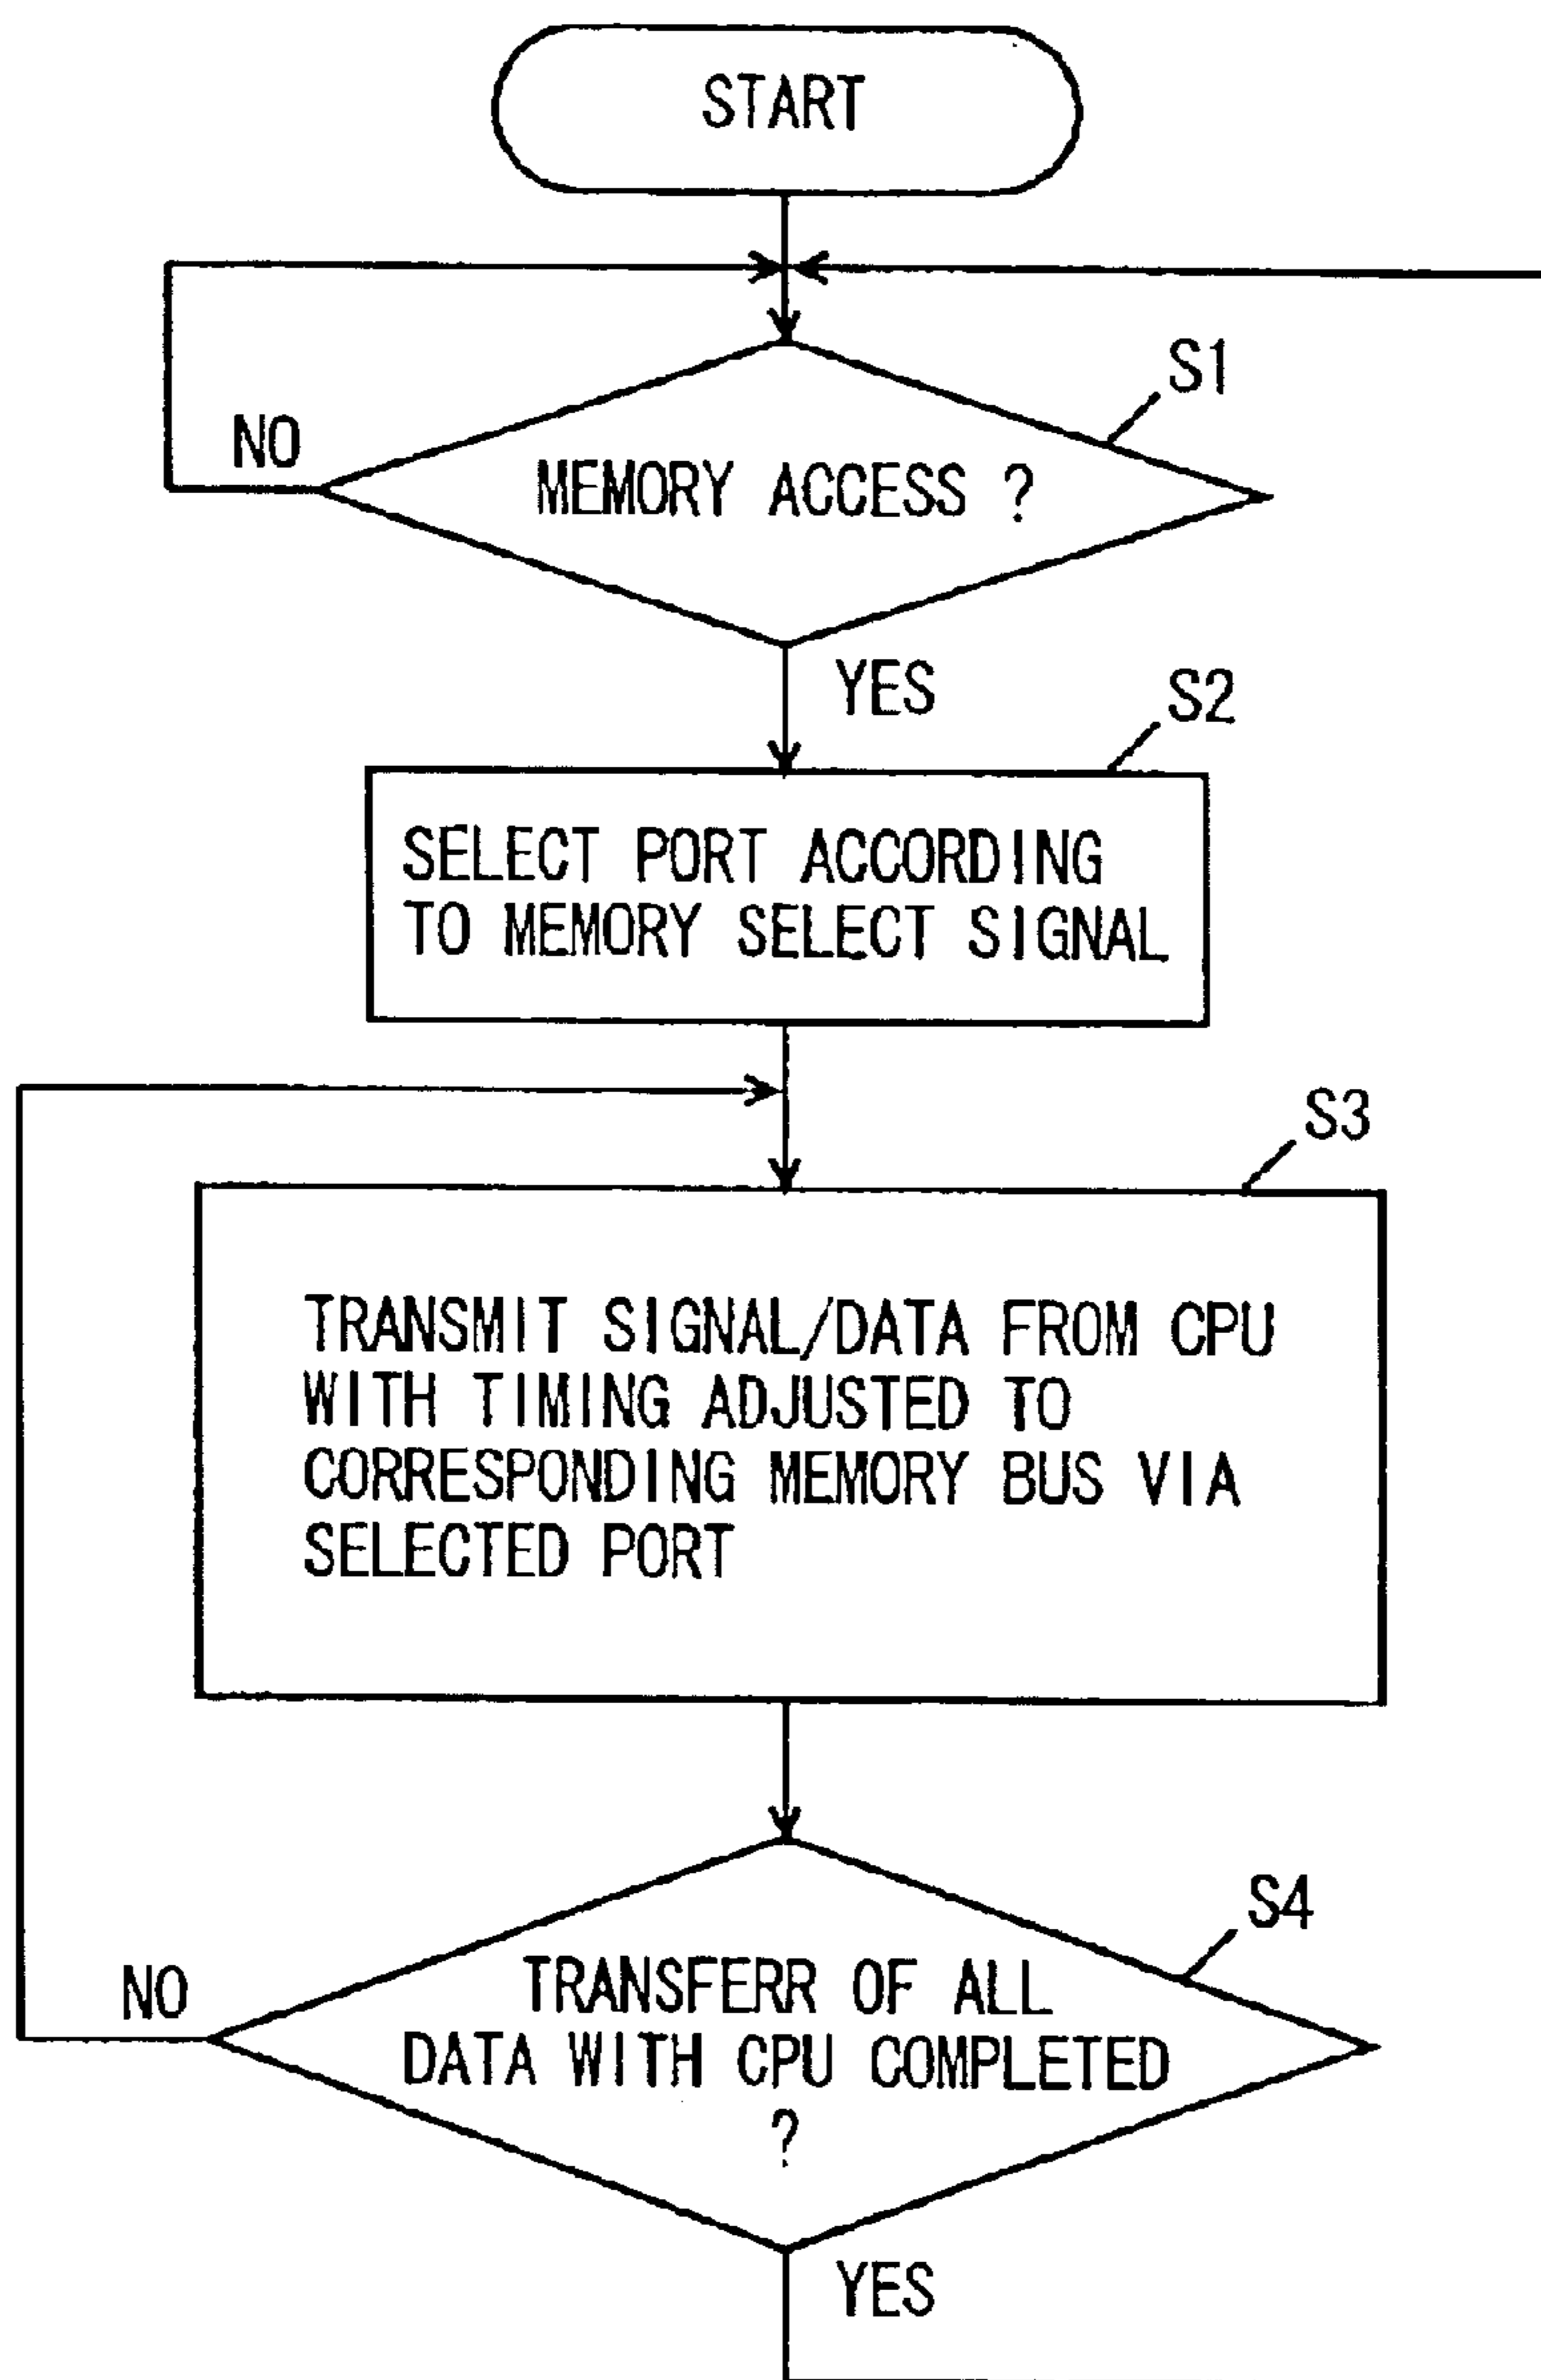 START
S1
NO
MEMORY ACCESS ?
YES
S2
SELECT PORT ACCORDING
TO MEMORY SELECT SIGNAL
S3
TRANSMIT SIGNAL/DATA FROM CPU
WITH TIMING ADJUSTED TO
CORRESPONDING MEMORY BUS VIA
SELECTED PORT
S4
NO
TRANSFERR OF ALL
DATA WITH CPU COMPLETED
?
YES